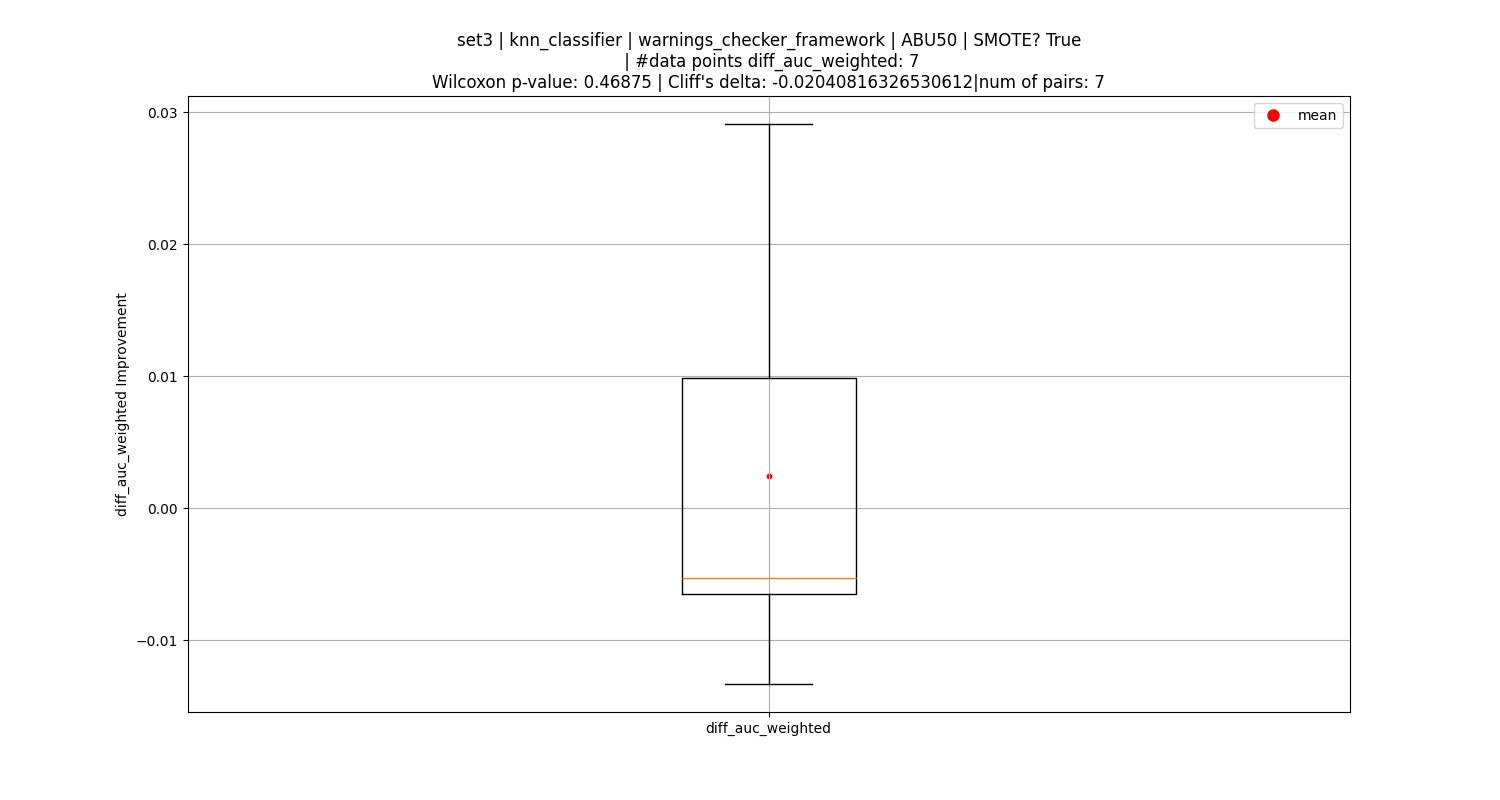 set3 | knn_classifier | warnings_checker_framework | ABU50 | SMOTE? True
| #data points diff_auc_weighted: 7
Wilcoxon p-value: 0.46875 | Cliff's delta: -0.02040816326530612|num of pairs: 7
mean
0.03
0.02
0.01
0.00
−0.01
diff_auc_weighted Improvement
diff_auc_weighted